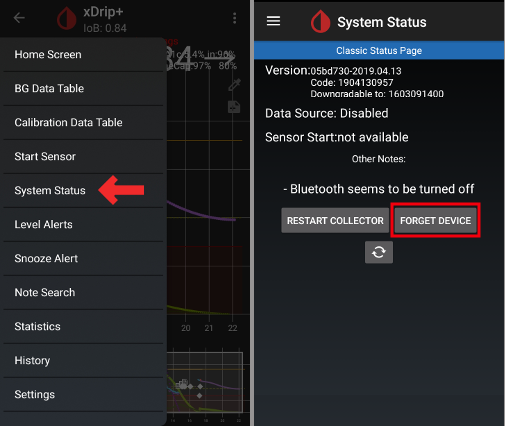 xDrip+
IoB: 0.84
Home Screen
BG Data Table
Calibration Data Table
Start Sensor
System Status
Level Alerts
Snooze Alert
Note Search
Statistics
History
Settings
20 21 22
System Status
Classic Status Page
Version:05bd730-2019.04.13
Code: 1904130957
Downoradable to: 1603091400
Data Source: Disabled
Sensor Start:not available
Other Notes:
- Bluetooth seems to be turned off
RESTART COLLECTOR
FORGET DEVICE